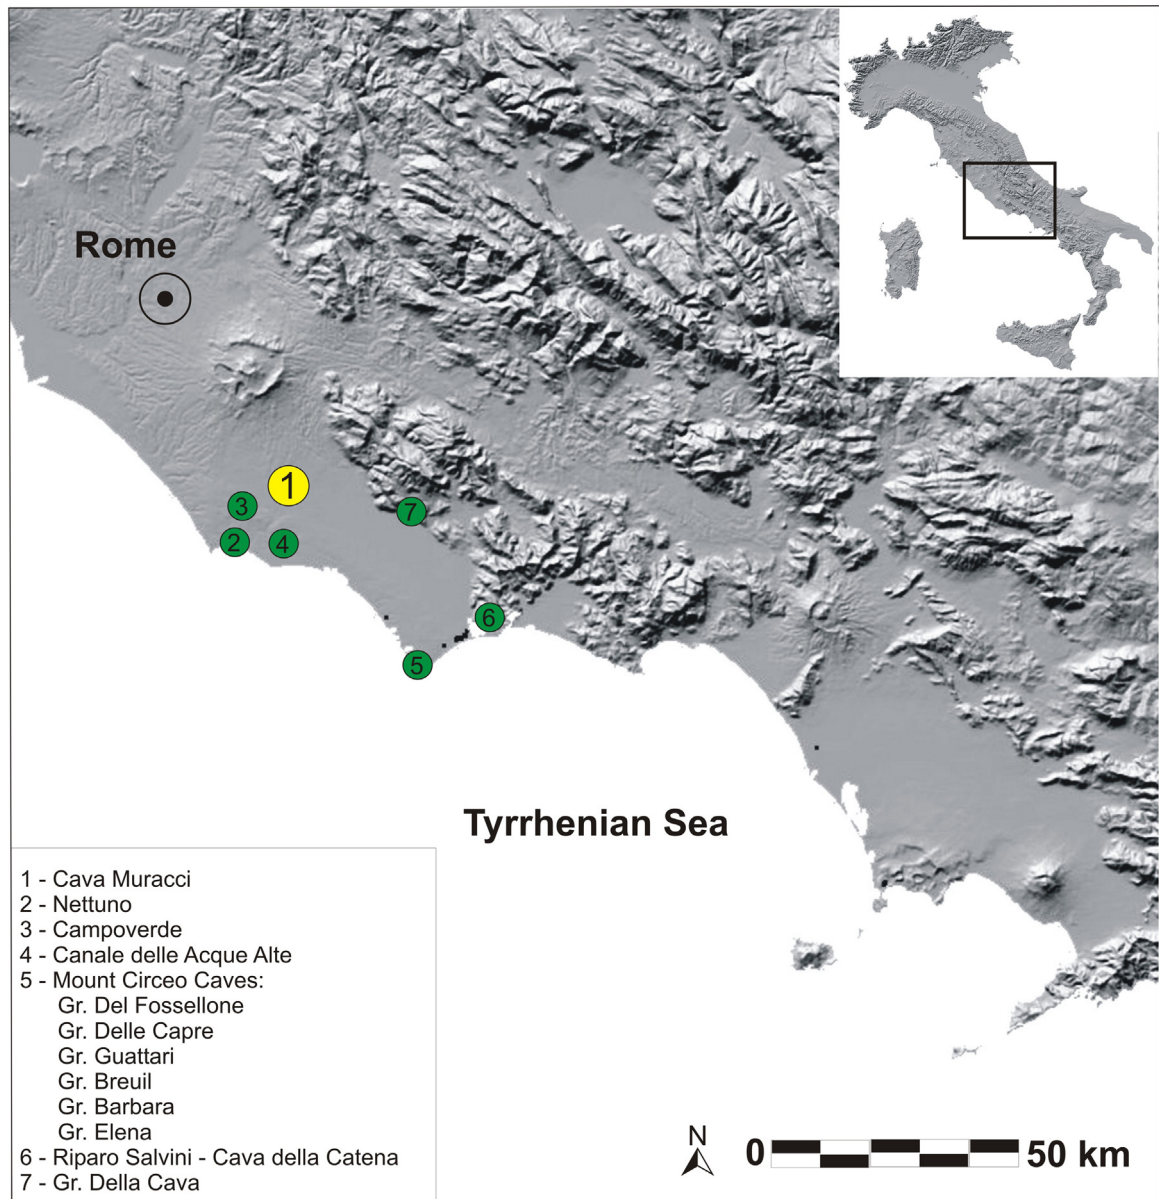 Rome
1
3
2
4
7
6
5
Tyrrhenian Sea
1 - Cava Muracci
2 - Nettuno
3 - Campoverde
4 - Canale delle Acque Alte
5 - Mount Circeo Caves:
Gr. Del Fossellone
Gr. Delle Capre
Gr. Guattari
Gr. Breuil
Gr. Barbara
Gr. Elena
6 - Riparo Salvini - Cava della Catena
7 - Gr. Della Cava
N
0 50 km